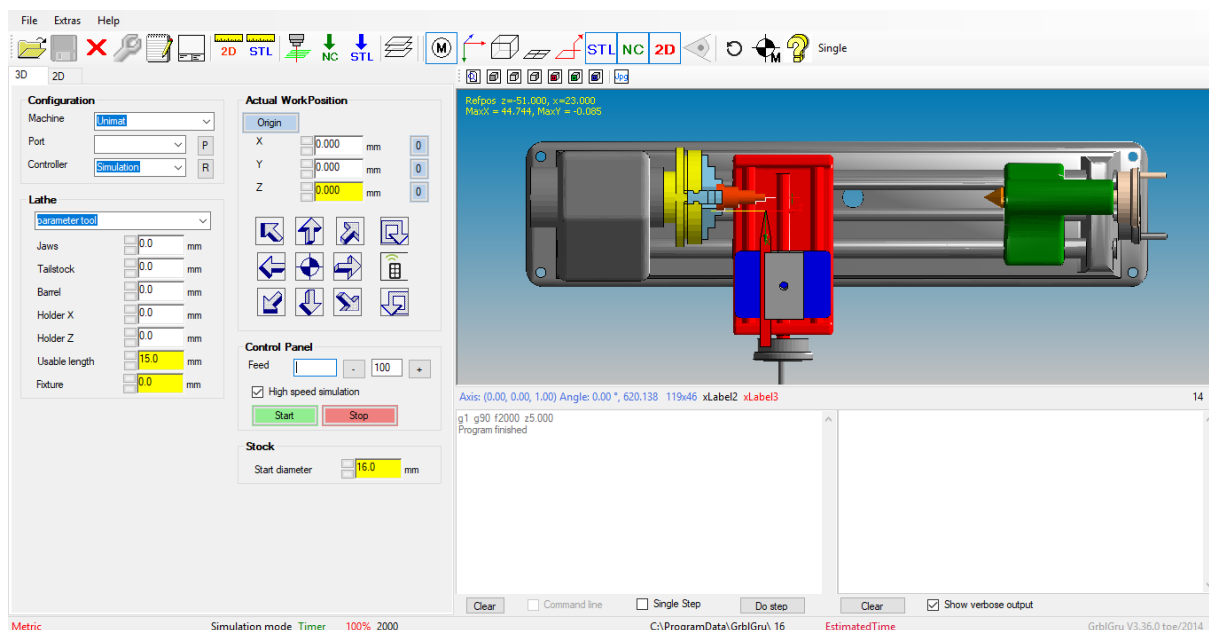 File Extras Help
2D STL NC STL M STL NC 2D M Single
3D 2D
Jpg
Configuration
Machine Unimat
Port P
Controller Simulation R
Lathe
parameter tool
Jaws 0.0 mm
Tailstock 0.0 mm
Barrel 0.0 mm
Holder X 0.0 mm
Holder Z 0.0 mm
Usable length 15.0 mm
Fixture 0.0 mm
Actual WorkPosition
Origin
X 0.000 mm 0
Y 0.000 mm 0
Z 0.000 mm 0
Control Panel
Feed - 100 +
High speed simulation
Start Stop
Stock
Start diameter 16.0 mm
Refpos z=-51.000, x=23.000
MaxX = 44.744, MaxY = -0.085
Axis: (0.00, 0.00, 1.00) Angle: 0.00 °, 620.138 119x46 xLabel2 xLabel3 14
g1 g90 f2000 z5.000
Program finished
Clear Command line Single Step Do step Clear Show verbose output
Metric Simulation mode Timer 100% 2000 C:\ProgramData\GrblGru\ 16 EstimatedTime GrblGru V3.36.0 toe/2014